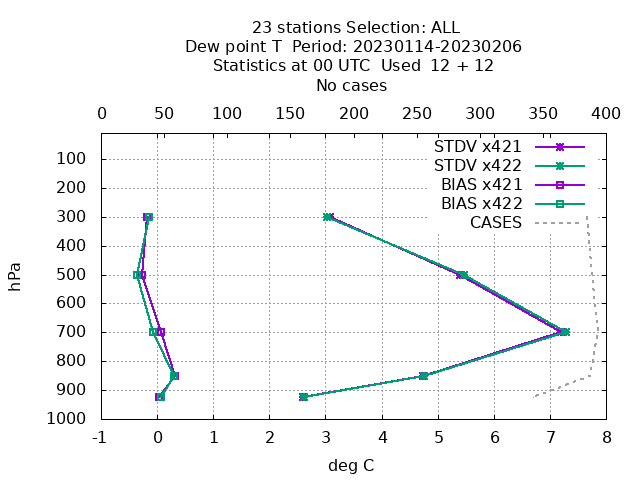 23 stations Selection: ALL
Dew point T  Period: 20230114-20230206
Statistics at 00 UTC  Used  12 + 12
No cases
0 50 100 150 200 250 300 350 400
STDV x421
STDV x422
BIAS x421
BIAS x422
CASES
100
200
300
400
500
600
700
800
900
1000
hPa
-1 0 1 2 3 4 5 6 7 8
deg C